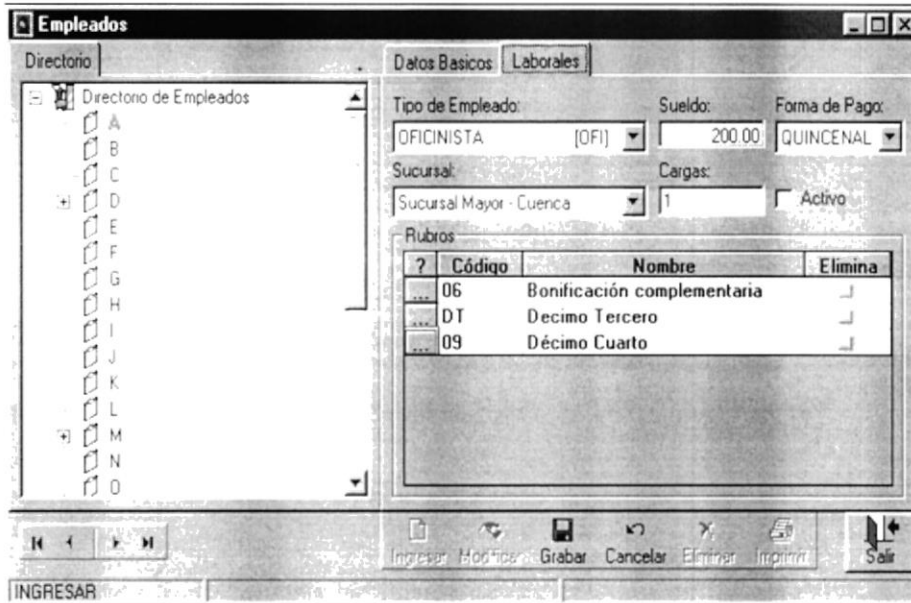 Empleados
Directorio
Directorio de Empleados
A
B
C
D
E
F
G
H
I
J
K
L
M
N
O
Datos Basicos Laborales
Tipo de Empleado: Sueldo: Forma de Pago:
OFICINISTA [OFI] 200.00 QUINCENAL
Sucursal: Cargas:
Sucursal Mayor - Cuenca 1 Activo
Rubros
? Código Nombre Elimina
... 06 Bonificación complementaria
... DT Decimo Tercero
... 09 Décimo Cuarto
Ingresar Modificar Grabar Cancelar Eliminar Imprimir Salir
INGRESAR